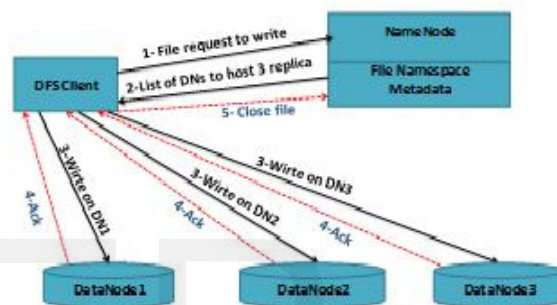 1- File request to write
NameNode
2-List of DNs to host 3 replica
DFSClient
File Namespace
Metadata
5- Close file
3-Wirte on DN1
3-Wirte on DN2
3-Wirte on DN3
4-Ack
4-Ack
4-Ack
DataNode1
DataNode2
DataNode3